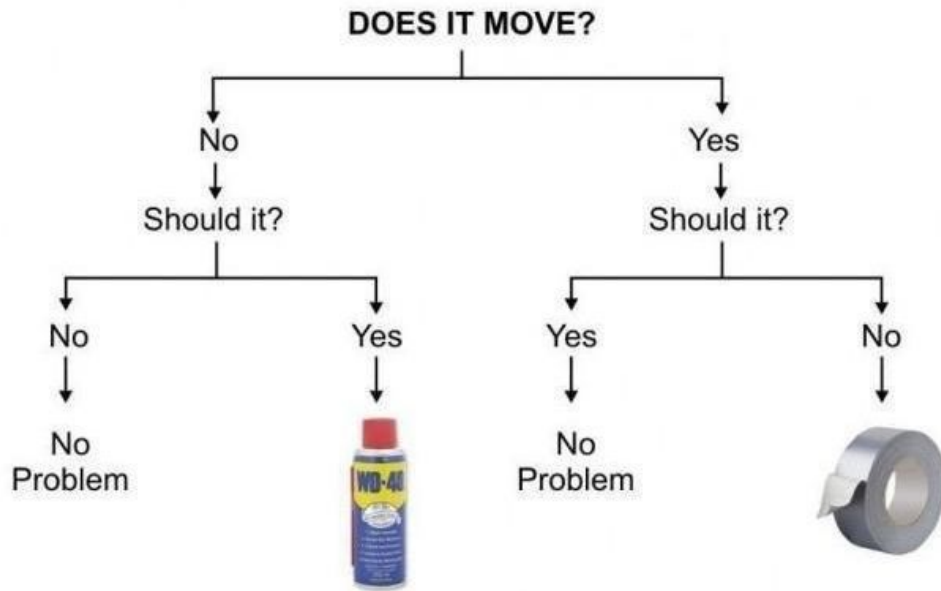 DOES IT MOVE?
No Yes
Should it? Should it?
No Yes Yes No
No No
Problem Problem
WD-40